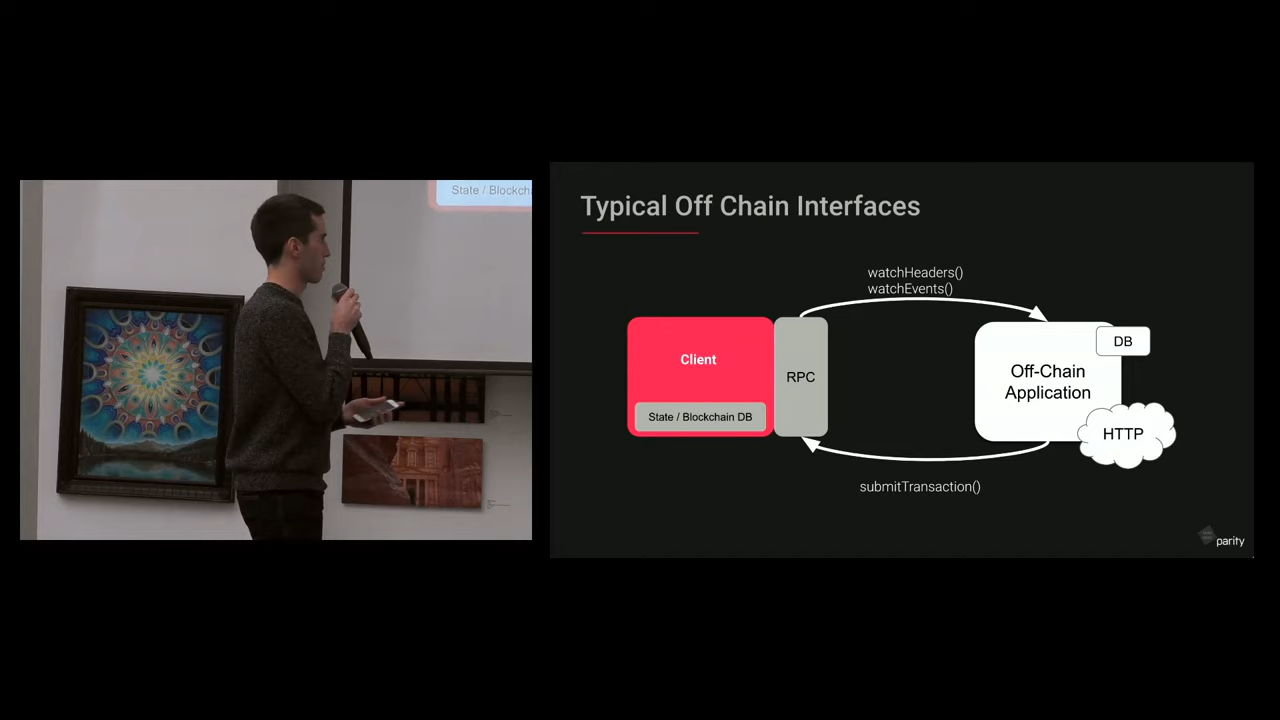 State / Blockch
Typical Off Chain Interfaces
watchHeaders()
watchEvents()
Client
State / Blockchain DB
RPC
Off-Chain
Application
DB
HTTP
submitTransaction()
parity